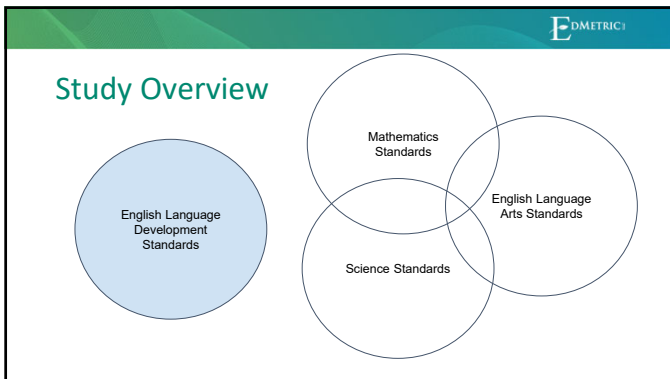 EDMETRIC
Study Overview
Mathematics
Standards
English Language
Development
Standards
English Language
Arts Standards
Science Standards